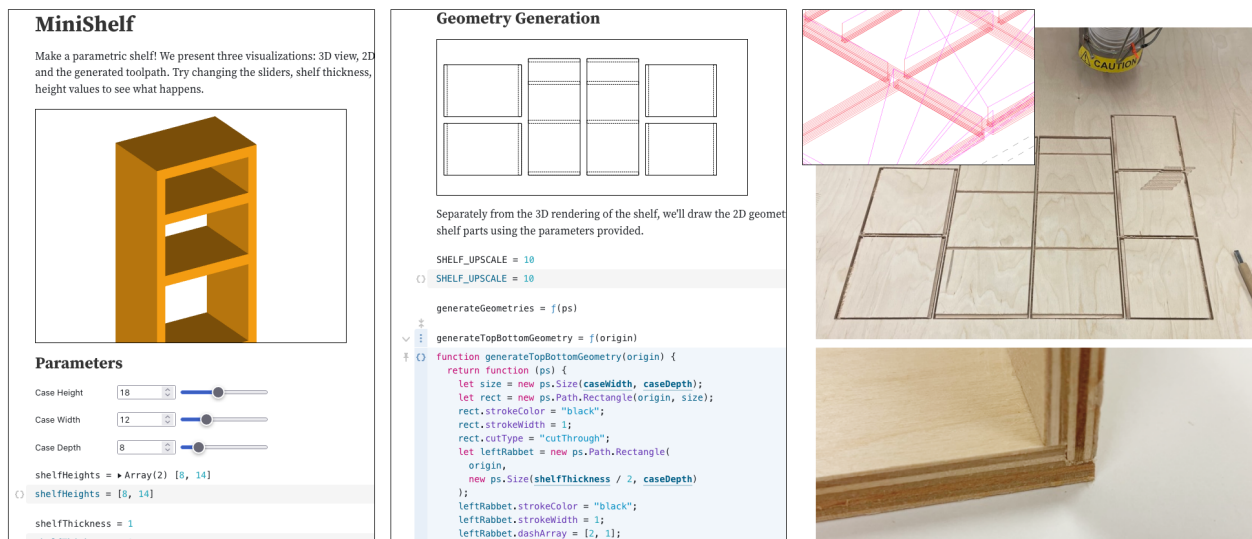 MiniShelf
Make a parametric shelf! We present three visualizations: 3D view, 2D
and the generated toolpath. Try changing the sliders, shelf thickness,
height values to see what happens.
Parameters
Case Height 18
Case Width 12
Case Depth 8
shelfHeights = ▸ Array(2) [8, 14]
{} shelfHeights = [8, 14]
shelfThickness = 1
Geometry Generation
Separately from the 3D rendering of the shelf, we'll draw the 2D geomet
shelf parts using the parameters provided.
SHELF_UPSCALE = 10
{} SHELF_UPSCALE = 10
generateGeometries = ƒ(ps)
generateTopBottomGeometry = ƒ(origin)
{} function generateTopBottomGeometry(origin) {
return function (ps) {
let size = new ps.Size(caseWidth, caseDepth);
let rect = new ps.Path.Rectangle(origin, size);
rect.strokeColor = "black";
rect.strokeWidth = 1;
rect.cutType = "cutThrough";
let leftRabbet = new ps.Path.Rectangle(
origin,
new ps.Size(shelfThickness / 2, caseDepth)
);
leftRabbet.strokeColor = "black";
leftRabbet.strokeWidth = 1;
leftRabbet.dashArray = [2, 1];
CAUTION